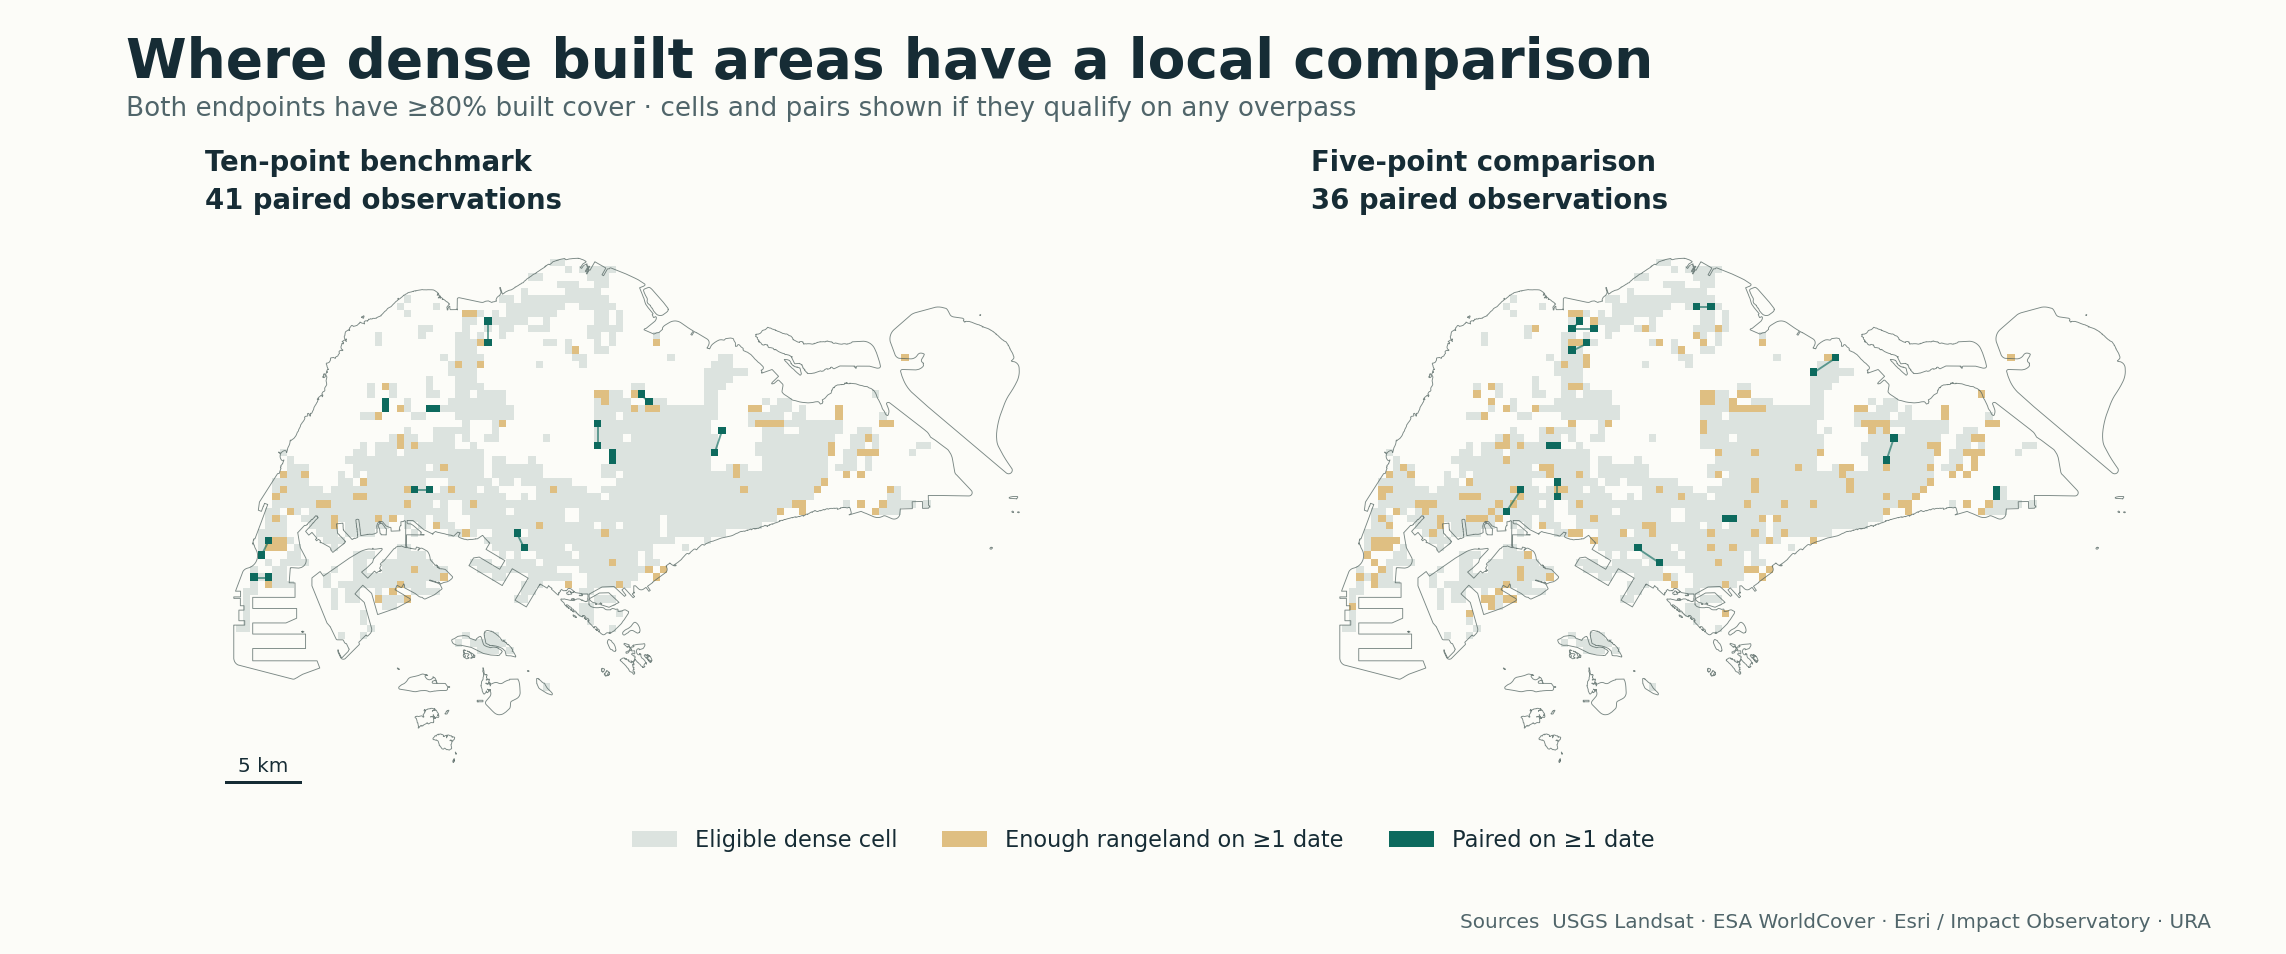 Where dense built areas have a local comparison
Both endpoints have ≥80% built cover · cells and pairs shown if they qualify on any overpass
Ten-point benchmark
41 paired observations
Five-point comparison
36 paired observations
5 km
Eligible dense cell
Enough rangeland on ≥1 date
Paired on ≥1 date
Sources  USGS Landsat · ESA WorldCover · Esri / Impact Observatory · URA